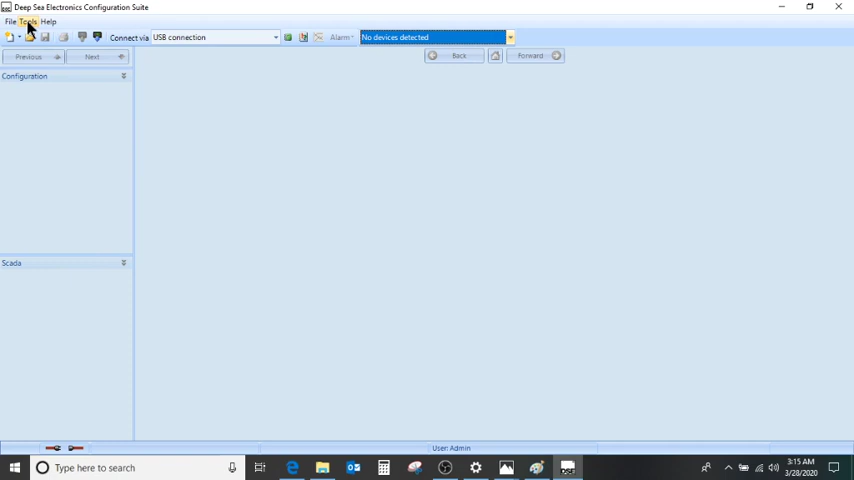 Deep Sea Electronics Configuration Suite
File Tools Help
Connect via USB connection Alarm No devices detected
Previous Next Back Forward
Configuration
Scada
User: Admin
Type here to search DSE 3:15 AM
3/28/2020